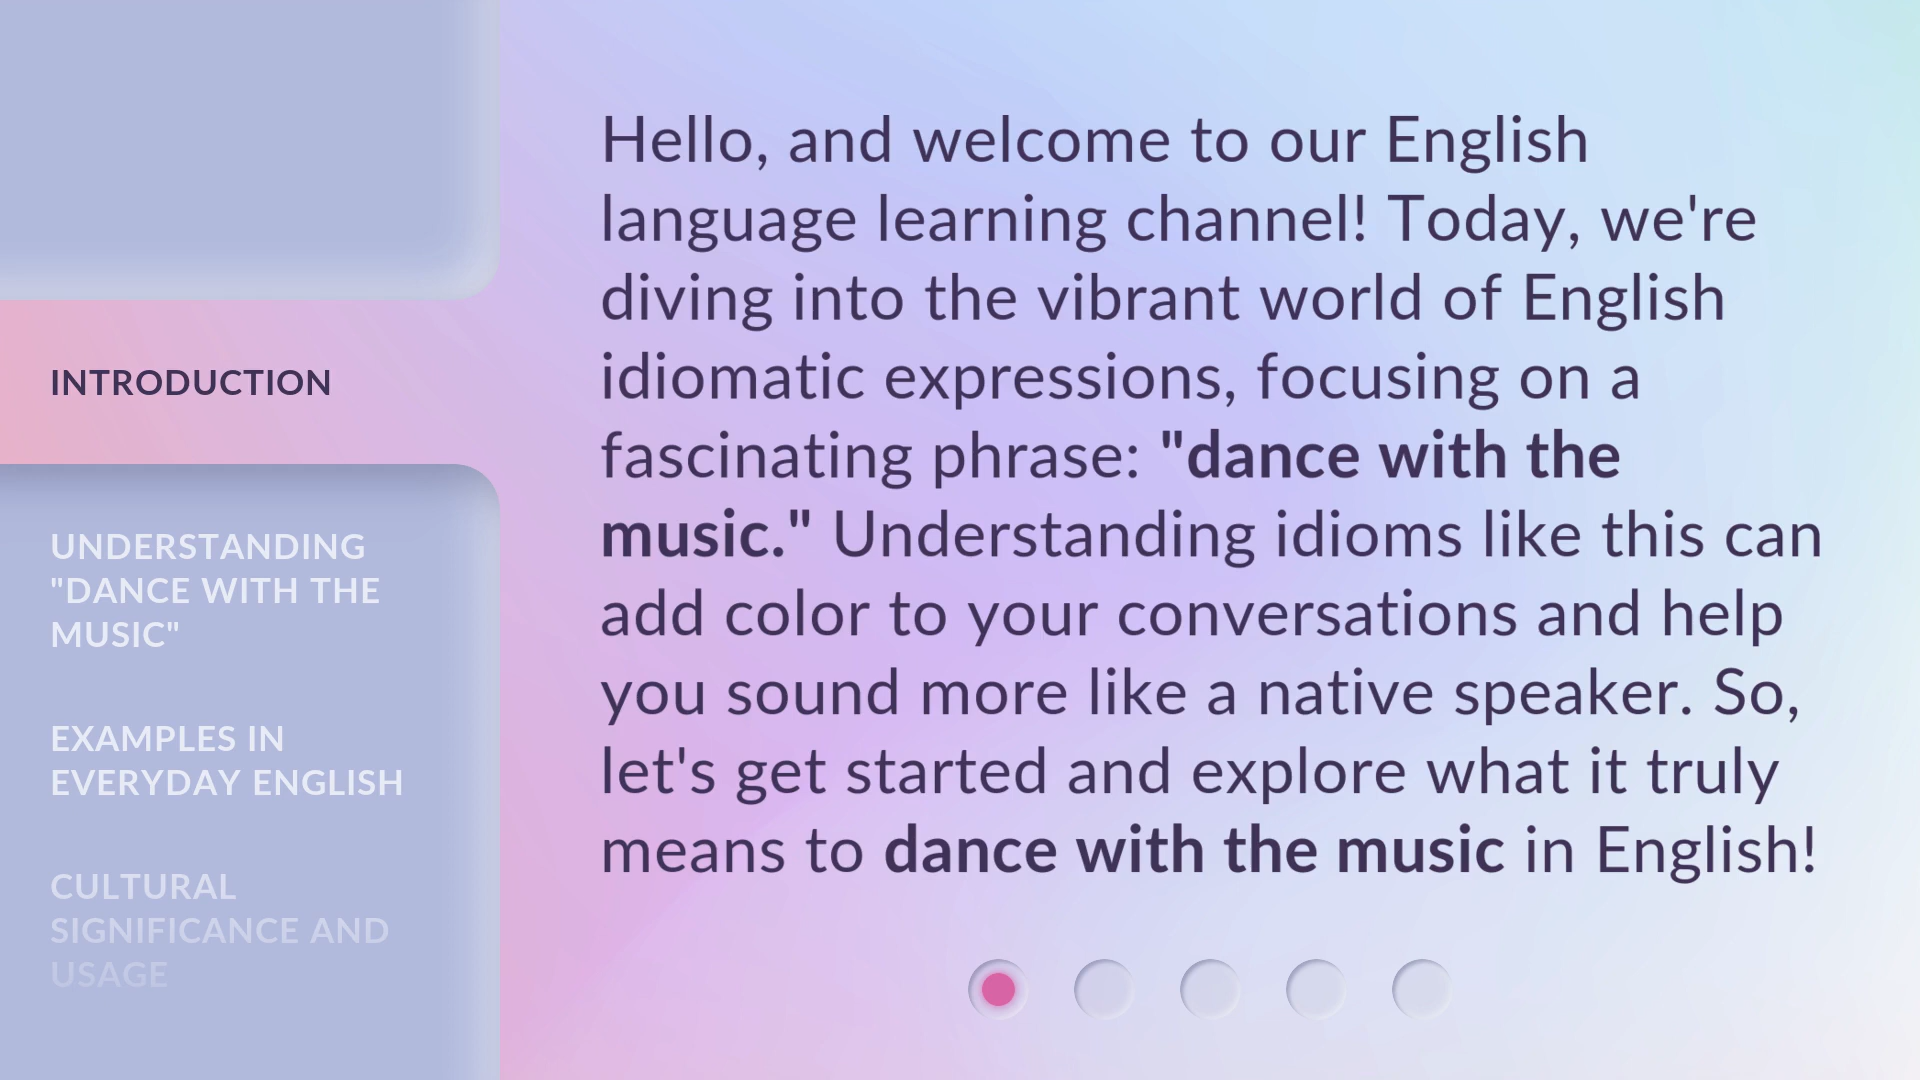 INTRODUCTION
UNDERSTANDING
"DANCE WITH THE
MUSIC"
EXAMPLES IN
EVERYDAY ENGLISH
CULTURAL
SIGNIFICANCE AND
USAGE
Hello, and welcome to our English
language learning channel! Today, we're
diving into the vibrant world of English
idiomatic expressions, focusing on a
fascinating phrase: "dance with the
music." Understanding idioms like this can
add color to your conversations and help
you sound more like a native speaker. So,
let's get started and explore what it truly
means to dance with the music in English!